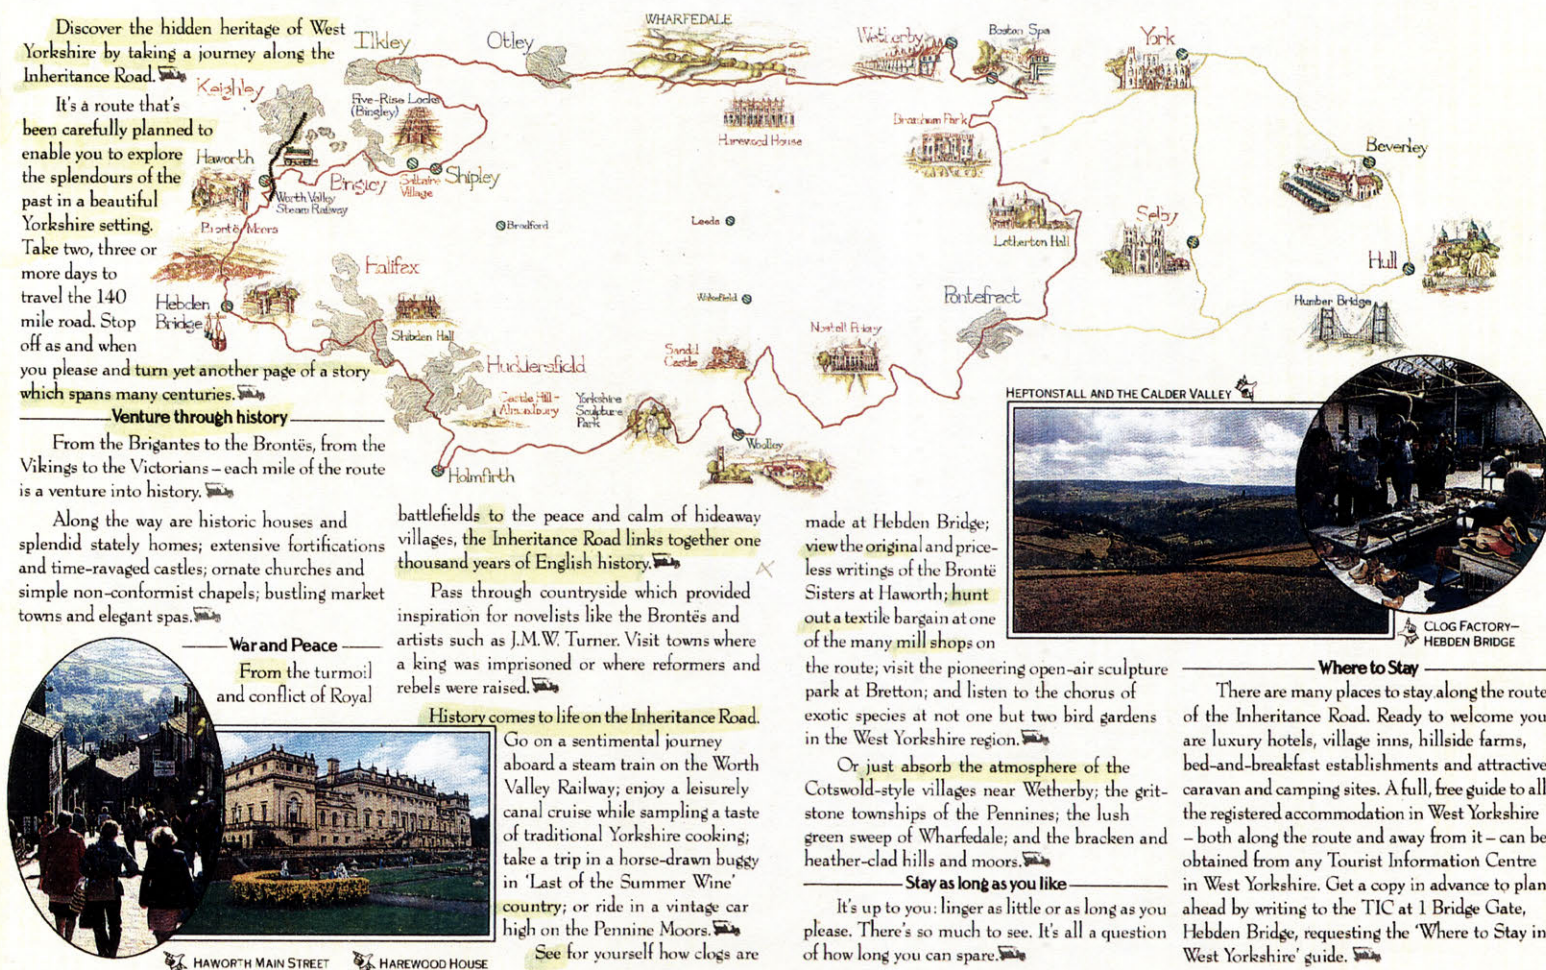 Discover the hidden heritage of West
Yorkshire by taking a journey along the
Inheritance Road.
It's a route that's
been carefully planned to
enable you to explore
the splendours of the
past in a beautiful
Yorkshire setting.
Take two, three or
more days to
travel the 140
mile road. Stop
off as and when
you please and turn yet another page of a story
which spans many centuries.
Venture through history
From the Brigantes to the Brontës, from the
Vikings to the Victorians – each mile of the route
is a venture into history.
Along the way are historic houses and
splendid stately homes; extensive fortifications
and time-ravaged castles; ornate churches and
simple non-conformist chapels; bustling market
towns and elegant spas.
War and Peace
From the turmoil
and conflict of Royal
HAWORTH MAIN STREET
HAREWOOD HOUSE
battlefields to the peace and calm of hideaway
villages, the Inheritance Road links together one
thousand years of English history.
Pass through countryside which provided
inspiration for novelists like the Brontës and
artists such as J.M.W. Turner. Visit towns where
a king was imprisoned or where reformers and
rebels were raised.
History comes to life on the Inheritance Road.
Go on a sentimental journey
aboard a steam train on the Worth
Valley Railway; enjoy a leisurely
canal cruise while sampling a taste
of traditional Yorkshire cooking;
take a trip in a horse-drawn buggy
in 'Last of the Summer Wine'
country; or ride in a vintage car
high on the Pennine Moors.
See for yourself how clogs are
made at Hebden Bridge;
view the original and price-
less writings of the Brontë
Sisters at Haworth; hunt
out a textile bargain at one
of the many mill shops on
the route; visit the pioneering open-air sculpture
park at Bretton; and listen to the chorus of
exotic species at not one but two bird gardens
in the West Yorkshire region.
Or just absorb the atmosphere of the
Cotswold-style villages near Wetherby; the grit-
stone townships of the Pennines; the lush
green sweep of Wharfedale; and the bracken and
heather-clad hills and moors.
Stay as long as you like
It's up to you: linger as little or as long as you
please. There's so much to see. It's all a question
of how long you can spare.
HEPTONSTALL AND THE CALDER VALLEY
CLOG FACTORY–
HEBDEN BRIDGE
Where to Stay
There are many places to stay along the route
of the Inheritance Road. Ready to welcome you
are luxury hotels, village inns, hillside farms,
bed-and-breakfast establishments and attractive
caravan and camping sites. A full, free guide to all
the registered accommodation in West Yorkshire
– both along the route and away from it – can be
obtained from any Tourist Information Centre
in West Yorkshire. Get a copy in advance to plan
ahead by writing to the TIC at 1 Bridge Gate,
Hebden Bridge, requesting the 'Where to Stay in
West Yorkshire' guide.
Ilkley
Otley
WHARFEDALE
Wetherby
Boston Spa
York
Keighley
Five-Rise Locks
(Bingley)
Harewood House
Bramham Park
Beverley
Haworth
Bingley
Saltaire
Village
Shipley
Worth Valley
Steam Railway
Brontë Moors
Bradford
Leeds
Lotherton Hall
Selby
Hull
Halifax
Hebden
Bridge
Shibden Hall
Wakefield
Pontefract
Humber Bridge
Huddersfield
Sandal
Castle
Nostell Priory
Castle Hill –
Almondbury
Yorkshire
Sculpture
Park
Woolley
Holmfirth